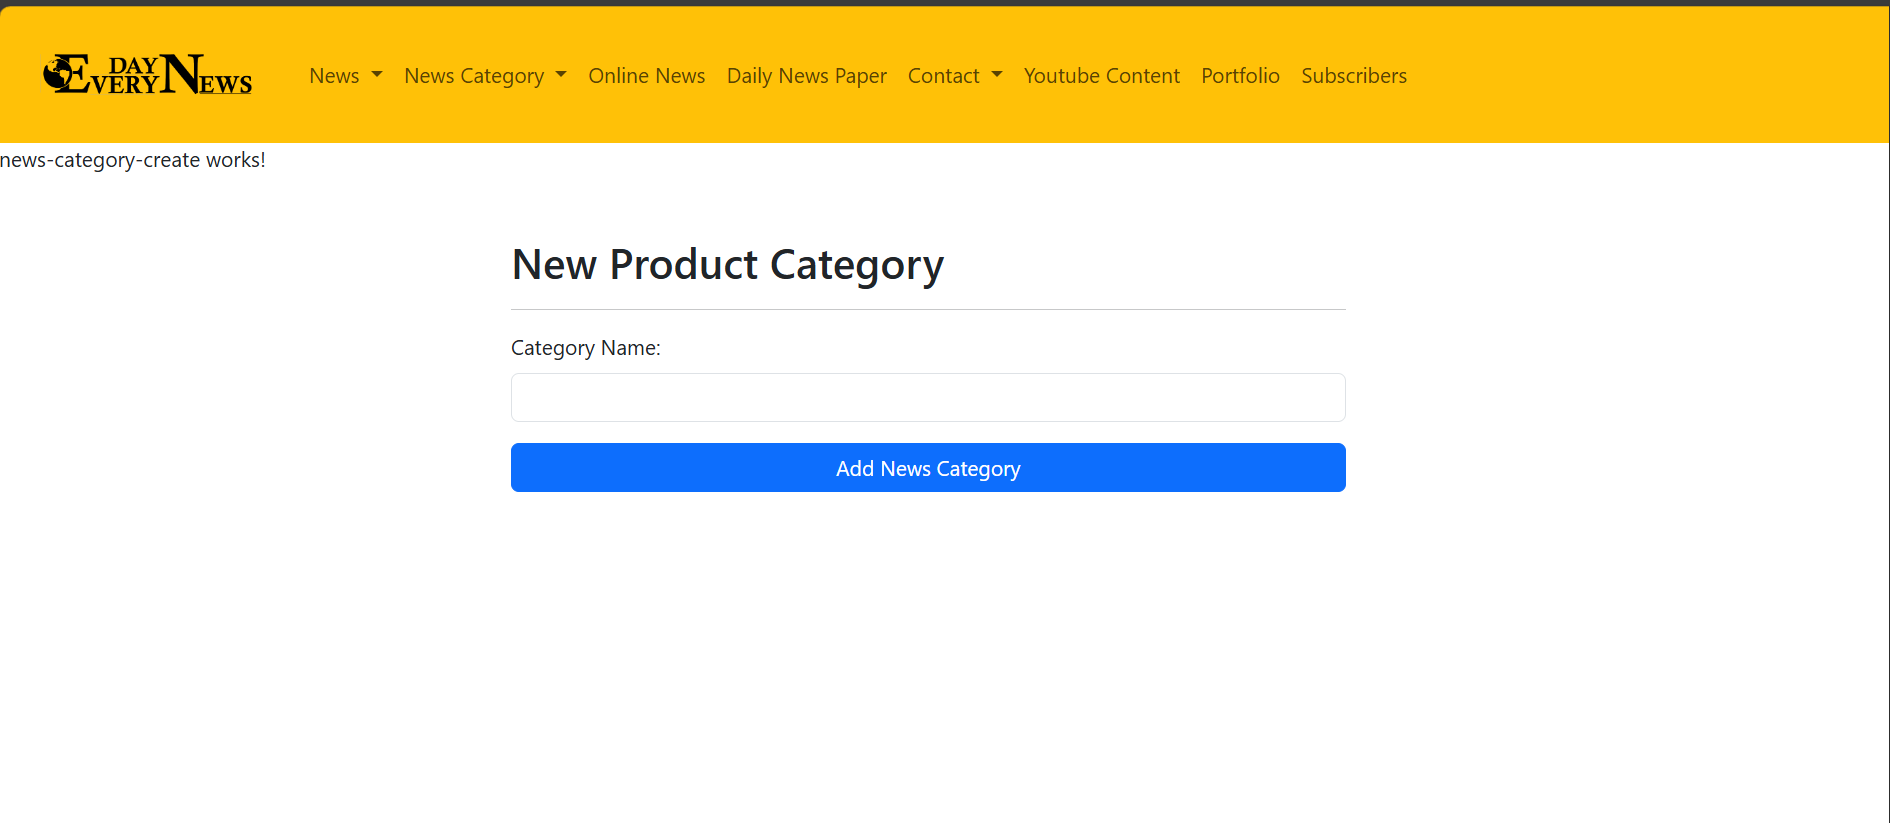 EVERY DAY NEWS
News News Category Online News Daily News Paper Contact Youtube Content Portfolio Subscribers
news-category-create works!
New Product Category
Category Name:
Add News Category